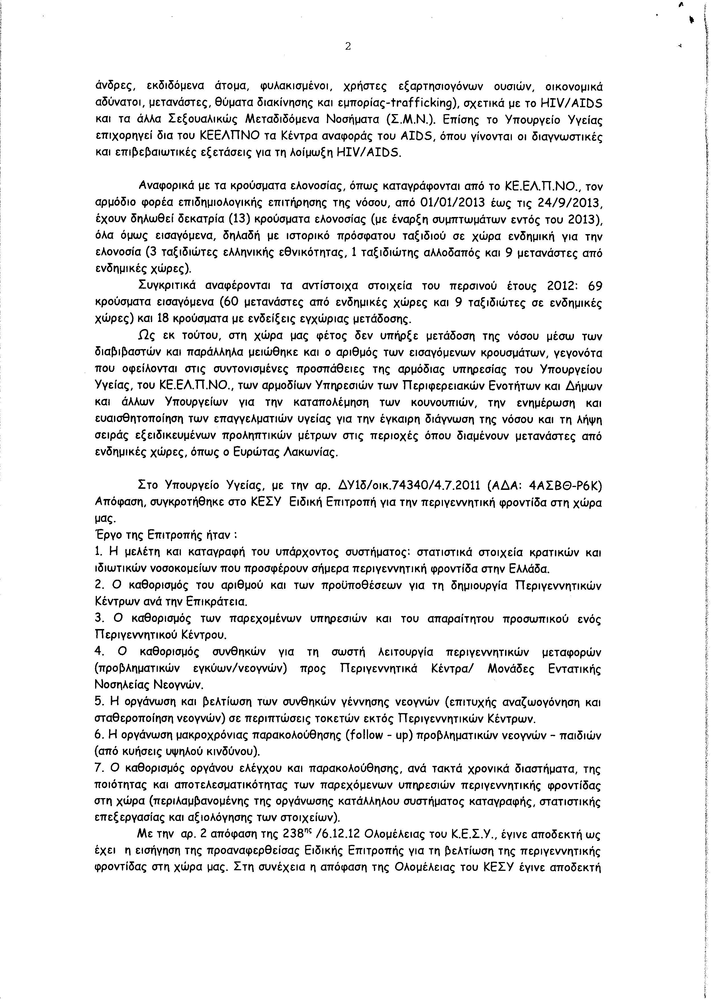 2
άνδρες, εκδιδόμενα άτομα, φυλακισμένοι, χρήστες εξαρτησιογόνων ουσιών, οικονομικά
αδύνατοι, μετανάστες, θύματα διακίνησης και εμπορίας-trafficking), σχετικά με το HIV/AIDS
και τα άλλα Σεξουαλικώς Μεταδιδόμενα Νοσήματα (Σ.Μ.Ν.). Επίσης το Υπουργείο Υγείας
επιχορηγεί δια του ΚΕΕΛΠΝΟ τα Κέντρα αναφοράς του AIDS, όπου γίνονται οι διαγνωστικές
και επιβεβαιωτικές εξετάσεις για τη λοίμωξη HIV/AIDS.
Αναφορικά με τα κρούσματα ελονοσίας, όπως καταγράφονται από το ΚΕ.ΕΛ.Π.ΝΟ., τον
αρμόδιο φορέα επιδημιολογικής επιτήρησης της νόσου, από 01/01/2013 έως τις 24/9/2013,
έχουν δηλωθεί δεκατρία (13) κρούσματα ελονοσίας (με έναρξη συμπτωμάτων εντός του 2013),
όλα όμως εισαγόμενα, δηλαδή με ιστορικό πρόσφατου ταξιδιού σε χώρα ενδημική για την
ελονοσία (3 ταξιδιώτες ελληνικής εθνικότητας, 1 ταξιδιώτης αλλοδαπός και 9 μετανάστες από
ενδημικές χώρες).
Συγκριτικά αναφέρονται τα αντίστοιχα στοιχεία του περσινού έτους 2012: 69
κρούσματα εισαγόμενα (60 μετανάστες από ενδημικές χώρες και 9 ταξιδιώτες σε ενδημικές
χώρες) και 18 κρούσματα με ενδείξεις εγχώριας μετάδοσης.
Ως εκ τούτου, στη χώρα μας φέτος δεν υπήρξε μετάδοση της νόσου μέσω των
διαβιβαστών και παράλληλα μειώθηκε και ο αριθμός των εισαγόμενων κρουσμάτων, γεγονότα
που οφείλονται στις συντονισμένες προσπάθειες της αρμόδιας υπηρεσίας του Υπουργείου
Υγείας, του ΚΕ.ΕΛ.Π.ΝΟ., των αρμοδίων Υπηρεσιών των Περιφερειακών Ενοτήτων και Δήμων
και άλλων Υπουργείων για την καταπολέμηση των κουνουπιών, την ενημέρωση και
ευαισθητοποίηση των επαγγελματιών υγείας για την έγκαιρη διάγνωση της νόσου και τη λήψη
σειράς εξειδικευμένων προληπτικών μέτρων στις περιοχές όπου διαμένουν μετανάστες από
ενδημικές χώρες, όπως ο Ευρώτας Λακωνίας.
Στο Υπουργείο Υγείας, με την αρ. ΔΥ1δ/οικ.74340/4.7.2011 (ΑΔΑ: 4ΑΣΒΘ-Ρ6Κ)
Απόφαση, συγκροτήθηκε στο ΚΕΣΥ Ειδική Επιτροπή για την περιγεννητική φροντίδα στη χώρα
μας.
Έργο της Επιτροπής ήταν :
1. Η μελέτη και καταγραφή του υπάρχοντος συστήματος: στατιστικά στοιχεία κρατικών και
ιδιωτικών νοσοκομείων που προσφέρουν σήμερα περιγεννητική φροντίδα στην Ελλάδα.
2. Ο καθορισμός του αριθμού και των προϋποθέσεων για τη δημιουργία Περιγεννητικών
Κέντρων ανά την Επικράτεια.
3. Ο καθορισμός των παρεχομένων υπηρεσιών και του απαραίτητου προσωπικού ενός
Περιγεννητικού Κέντρου.
4. Ο καθορισμός συνθηκών για τη σωστή λειτουργία περιγεννητικών μεταφορών
(προβληματικών εγκύων/νεογνών) προς Περιγεννητικά Κέντρα/ Μονάδες Εντατικής
Νοσηλείας Νεογνών.
5. Η οργάνωση και βελτίωση των συνθηκών γέννησης νεογνών (επιτυχής αναζωογόνηση και
σταθεροποίηση νεογνών) σε περιπτώσεις τοκετών εκτός Περιγεννητικών Κέντρων.
6. Η οργάνωση μακροχρόνιας παρακολούθησης (follow - up) προβληματικών νεογνών - παιδιών
(από κυήσεις υψηλού κινδύνου).
7. Ο καθορισμός οργάνου ελέγχου και παρακολούθησης, ανά τακτά χρονικά διαστήματα, της
ποιότητας και αποτελεσματικότητας των παρεχόμενων υπηρεσιών περιγεννητικής φροντίδας
στη χώρα (περιλαμβανομένης της οργάνωσης κατάλληλου συστήματος καταγραφής, στατιστικής
επεξεργασίας και αξιολόγησης των στοιχείων).
Με την αρ. 2 απόφαση της 238ης /6.12.12 Ολομέλειας του Κ.Ε.Σ.Υ., έγινε αποδεκτή ως
έχει η εισήγηση της προαναφερθείσας Ειδικής Επιτροπής για τη βελτίωση της περιγεννητικής
φροντίδας στη χώρα μας. Στη συνέχεια η απόφαση της Ολομέλειας του ΚΕΣΥ έγινε αποδεκτή